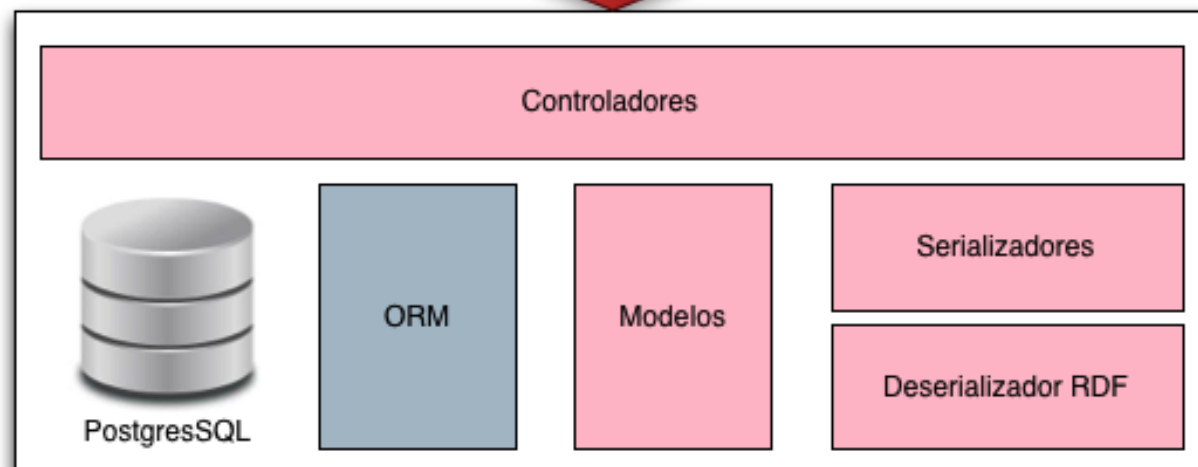 Controladores
Serializadores
ORM
Modelos
Deserializador RDF
PostgresSQL